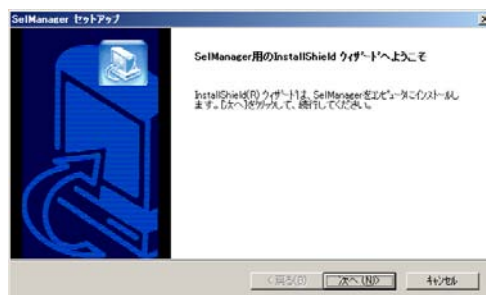 SelManager セットアップ
SelManager用のInstallShield ウィザードへようこそ
InstallShield(R) ウィザードは、SelManagerをコンピュータにインストールし
ます。［次へ］をクリックして、続行してください。
< 戻る(B) 次へ (N)> キャンセル